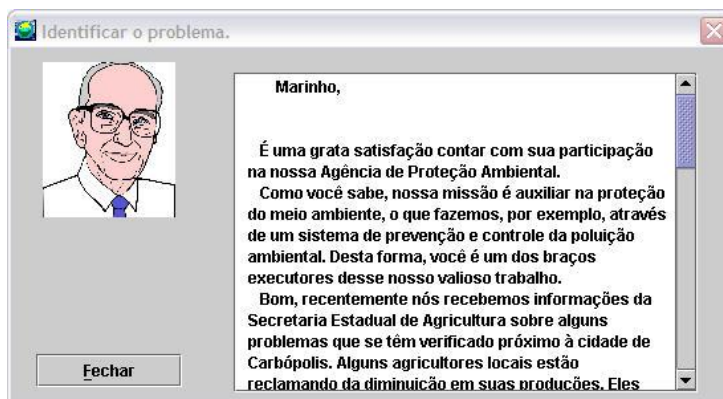 Identificar o problema.
Marinho,
É uma grata satisfação contar com sua participação
na nossa Agência de Proteção Ambiental.
Como você sabe, nossa missão é auxiliar na proteção
do meio ambiente, o que fazemos, por exemplo, através
de um sistema de prevenção e controle da poluição
ambiental. Desta forma, você é um dos braços
executores desse nosso valioso trabalho.
Bom, recentemente nós recebemos informações da
Secretaria Estadual de Agricultura sobre alguns
problemas que se têm verificado próximo à cidade de
Carbópolis. Alguns agricultores locais estão
reclamando da diminuição em suas produções. Eles
Fechar